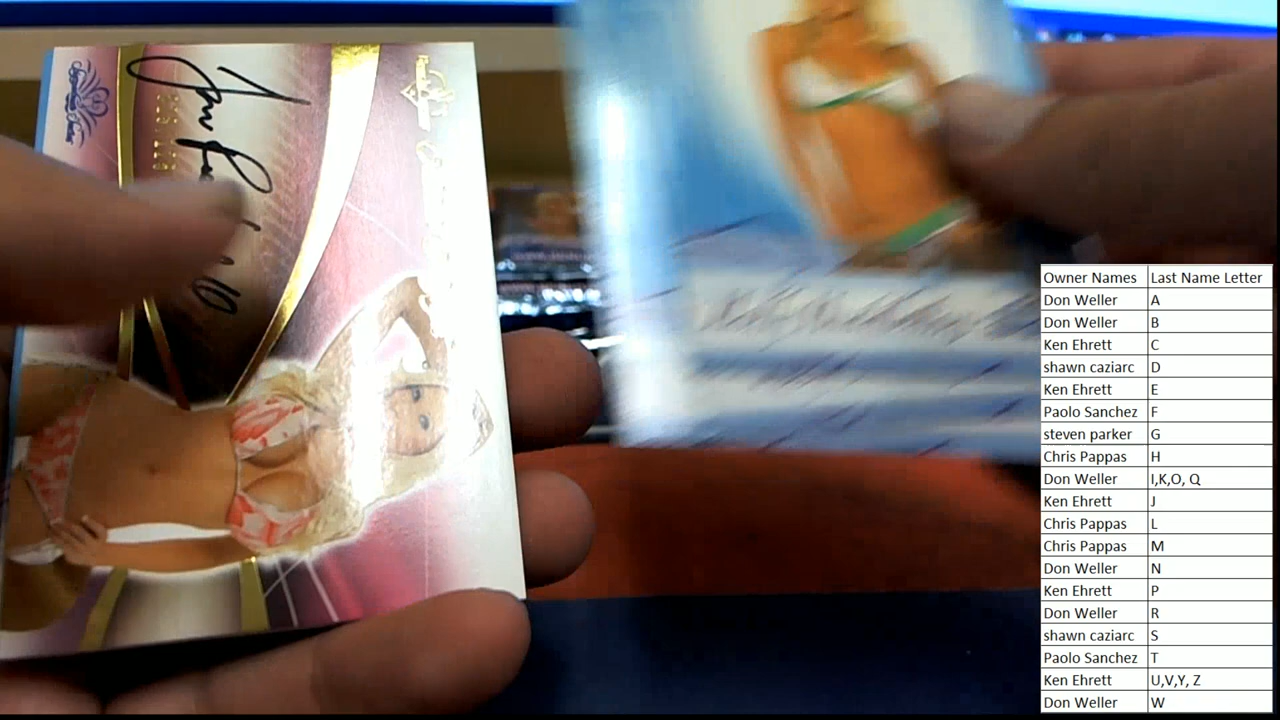 Owner Names Last Name Letter
Don Weller A
Don Weller B
Ken Ehrett C
shawn caziarc D
Ken Ehrett E
Paolo Sanchez F
steven parker G
Chris Pappas H
Don Weller I,K,O, Q
Ken Ehrett J
Chris Pappas L
Chris Pappas M
Don Weller N
Ken Ehrett P
Don Weller R
shawn caziarc S
Paolo Sanchez T
Ken Ehrett U,V,Y, Z
Don Weller W